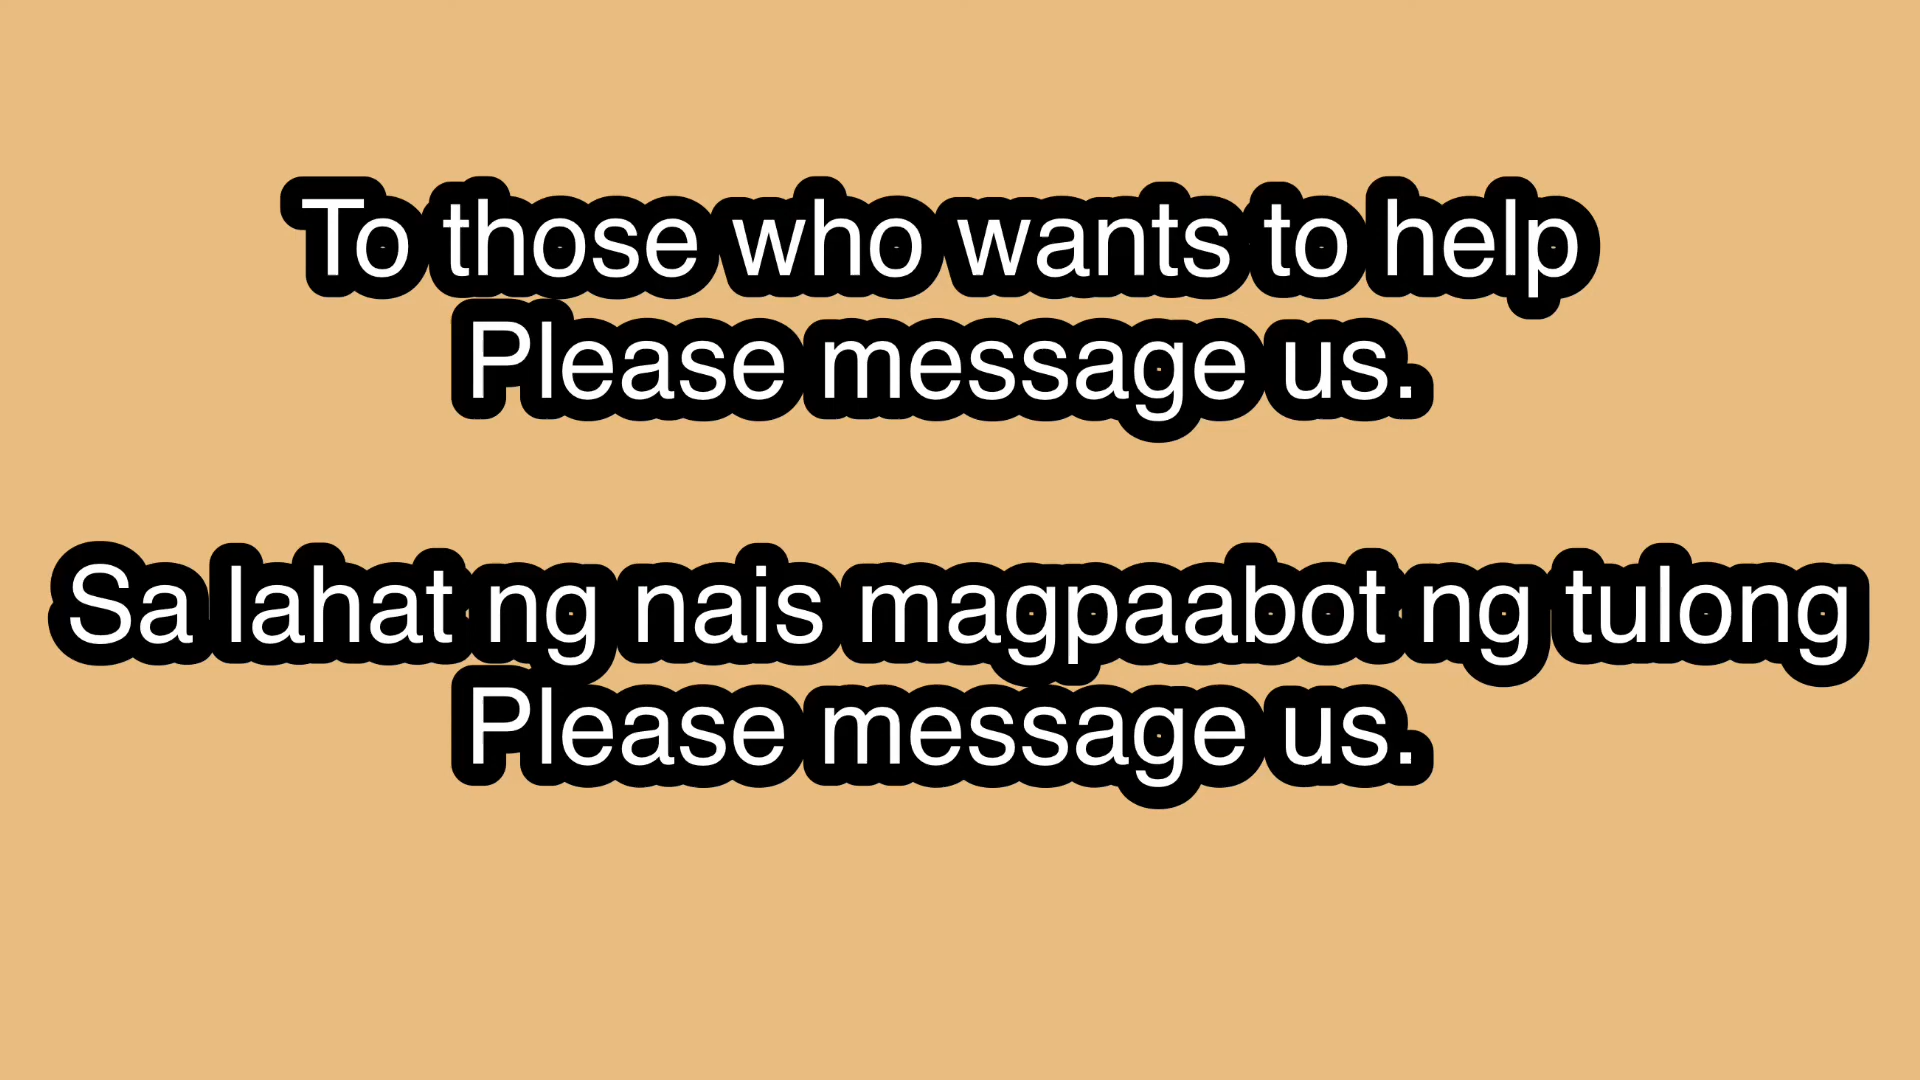 To those who wants to help
Please message us.
Sa lahat ng nais magpaabot ng tulong
Please message us.